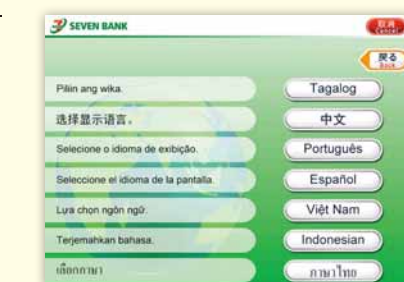 SEVEN BANK
取消
Cancel
戻る
Back
Piliin ang wika.
Tagalog
选择显示语言。
中文
Selecione o idioma de exibição.
Português
Seleccione el idioma de la pantalla.
Español
Lựa chọn ngôn ngữ.
Việt Nam
Terjemahkan bahasa.
Indonesian
เลือกภาษา
ภาษาไทย